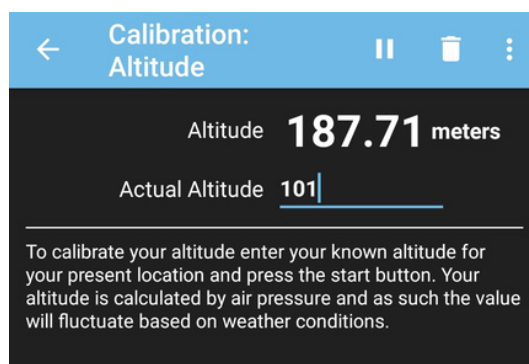 Calibration:
Altitude
Altitude 187.71 meters
Actual Altitude 101
To calibrate your altitude enter your known altitude for
your present location and press the start button. Your
altitude is calculated by air pressure and as such the value
will fluctuate based on weather conditions.